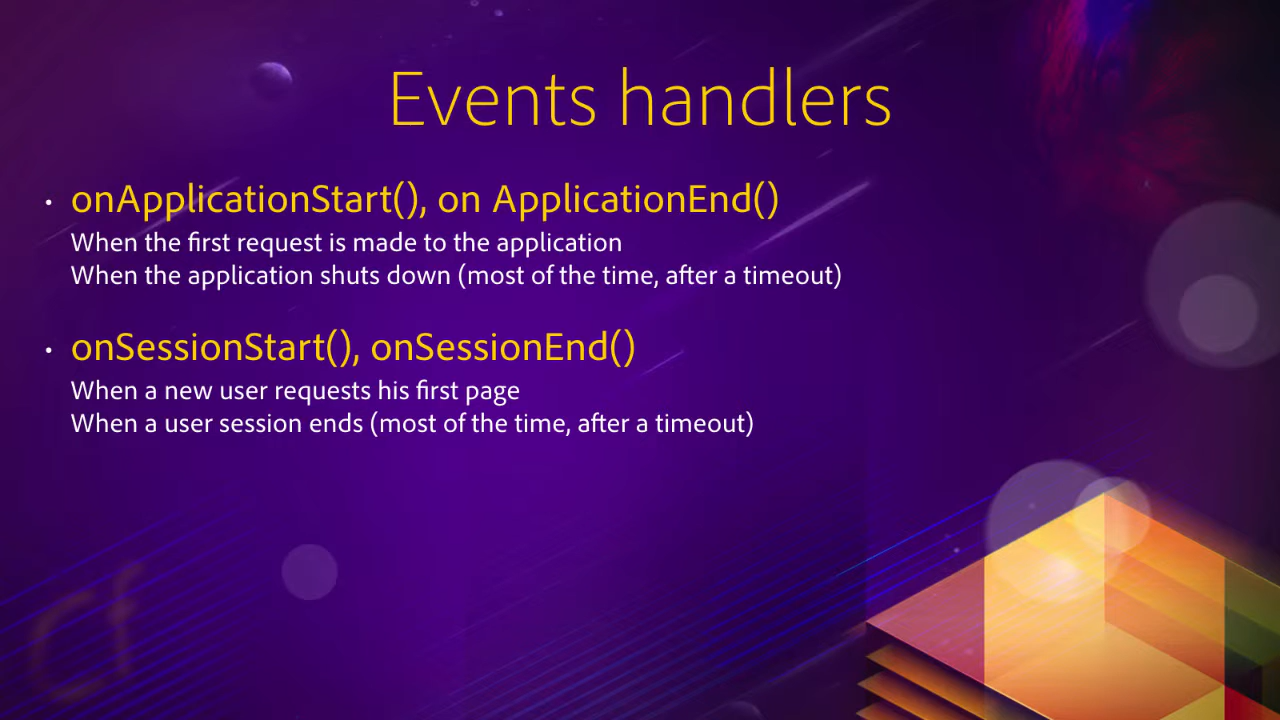 Events handlers
• onApplicationStart(), on ApplicationEnd()
When the first request is made to the application
When the application shuts down (most of the time, after a timeout)
• onSessionStart(), onSessionEnd()
When a new user requests his first page
When a user session ends (most of the time, after a timeout)
Cf